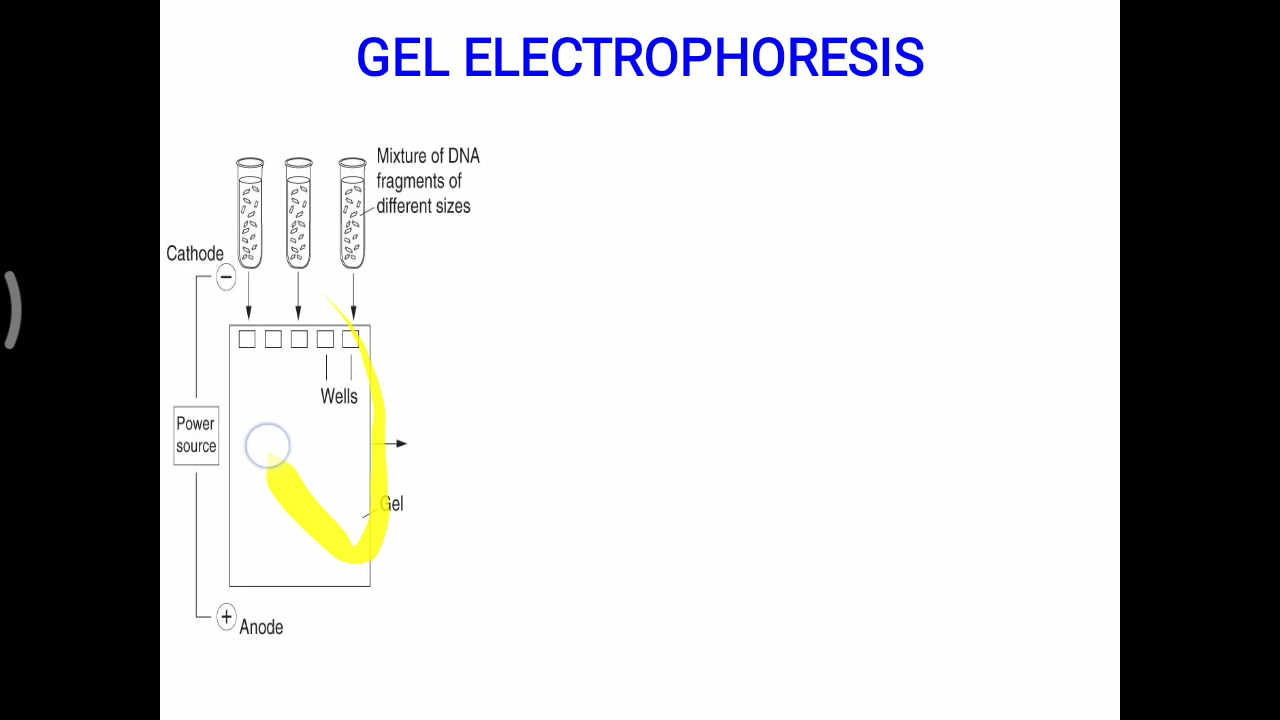 GEL ELECTROPHORESIS
Mixture of DNA
fragments of
different sizes
Cathode
−
Wells
Power
source
Gel
+
Anode